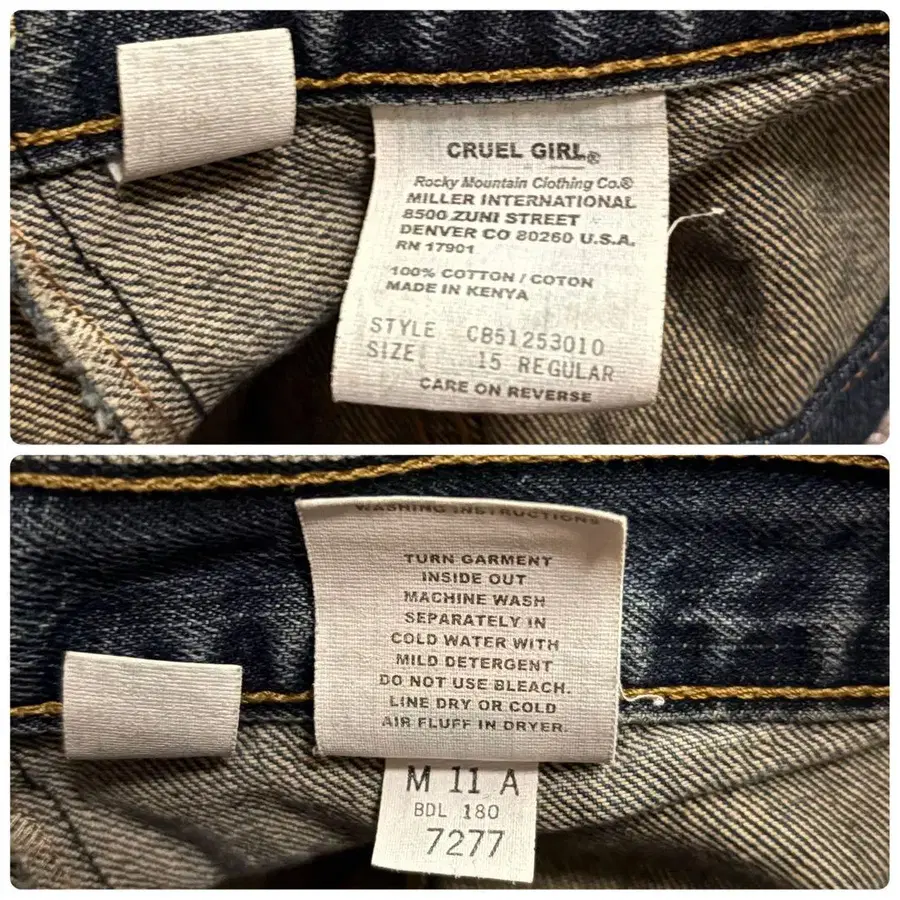 CRUEL GIRL®
Rocky Mountain Clothing Co.®
MILLER INTERNATIONAL
8500 ZUNI STREET
DENVER CO 80260 U.S.A.
RN 17901
100% COTTON / COTON
MADE IN KENYA
STYLE CB51253010
SIZE 15 REGULAR
CARE ON REVERSE
WASHING INSTRUCTIONS
TURN GARMENT
INSIDE OUT
MACHINE WASH
SEPARATELY IN
COLD WATER WITH
MILD DETERGENT
DO NOT USE BLEACH.
LINE DRY OR COLD
AIR FLUFF IN DRYER.
M 11 A
BDL 180
7277